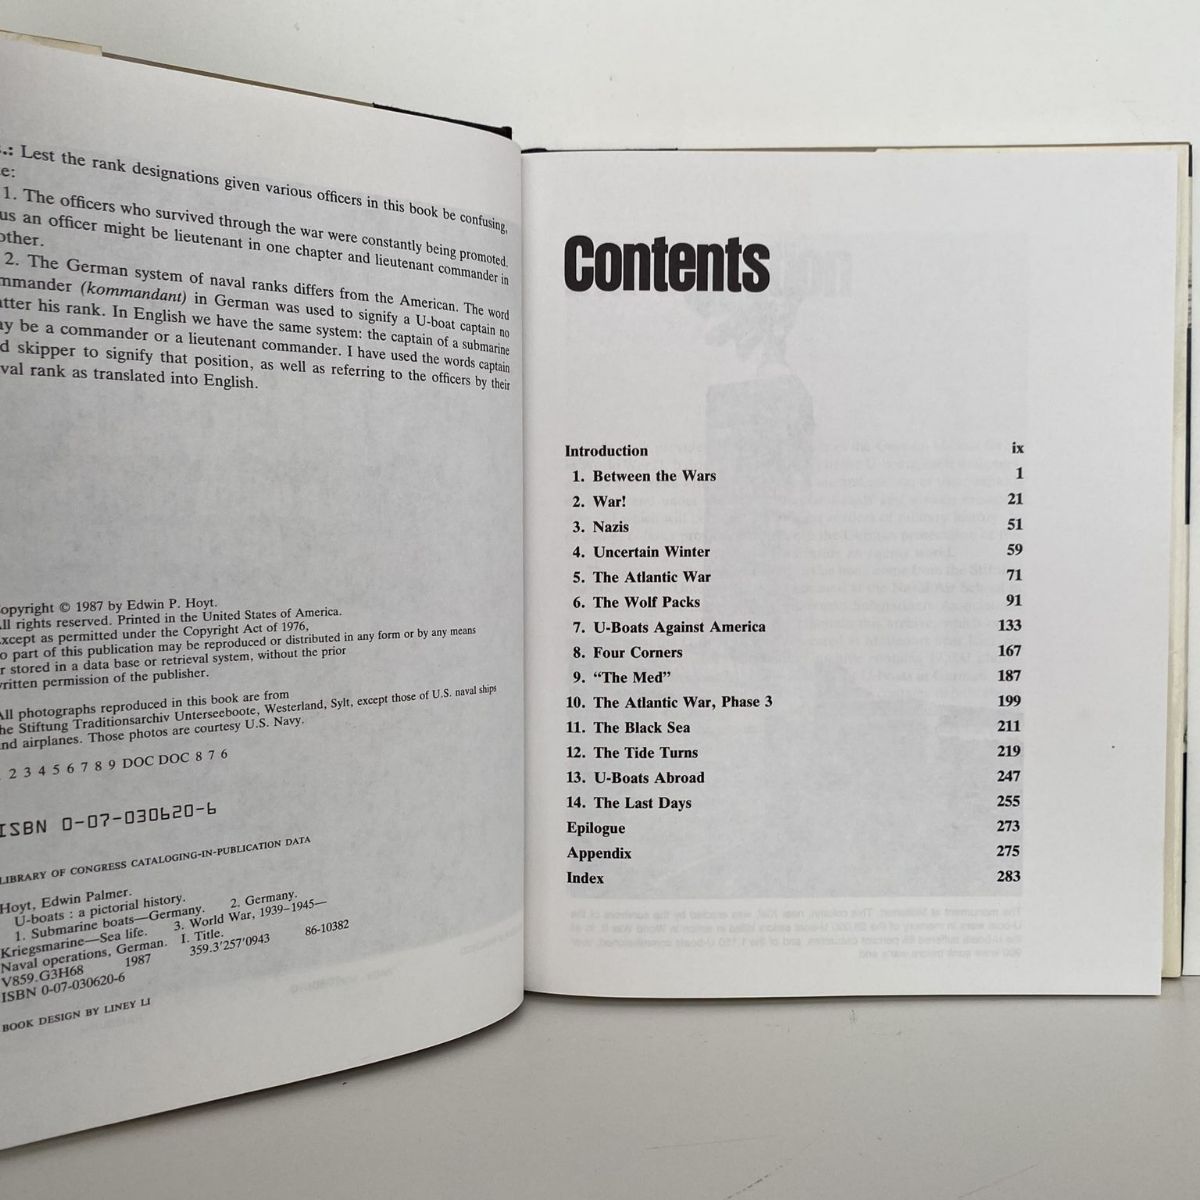 .: Lest the rank designations given various officers in this book be confusing,
e:
1. The officers who survived through the war were constantly being promoted.
us an officer might be lieutenant in one chapter and lieutenant commander in
other.
2. The German system of naval ranks differs from the American. The word
mmander (kommandant) in German was used to signify a U-boat captain no
atter his rank. In English we have the same system: the captain of a submarine
ay be a commander or a lieutenant commander. I have used the words captain
d skipper to signify that position, as well as referring to the officers by their
val rank as translated into English.
opyright © 1987 by Edwin P. Hoyt.
ll rights reserved. Printed in the United States of America.
xcept as permitted under the Copyright Act of 1976,
o part of this publication may be reproduced or distributed in any form or by any means
r stored in a data base or retrieval system, without the prior
ritten permission of the publisher.
All photographs reproduced in this book are from
he Stiftung Traditionsarchiv Unterseeboote, Westerland, Sylt, except those of U.S. naval ships
nd airplanes. Those photos are courtesy U.S. Navy.
2 3 4 5 6 7 8 9 DOC DOC 8 7 6
ISBN 0-07-030620-6
LIBRARY OF CONGRESS CATALOGING-IN-PUBLICATION DATA
Hoyt, Edwin Palmer.
U-boats : a pictorial history.
1. Submarine boats—Germany. 2. Germany.
Kriegsmarine—Sea life. 3. World War, 1939–1945—
Naval operations, German. I. Title.
V859.G3H68 1987 359.3'257'0943 86-10382
ISBN 0-07-030620-6
BOOK DESIGN BY LINEY LI
Contents
Introduction ix
1. Between the Wars 1
2. War! 21
3. Nazis 51
4. Uncertain Winter 59
5. The Atlantic War 71
6. The Wolf Packs 91
7. U-Boats Against America 133
8. Four Corners 167
9. “The Med” 187
10. The Atlantic War, Phase 3 199
11. The Black Sea 211
12. The Tide Turns 219
13. U-Boats Abroad 247
14. The Last Days 255
Epilogue 273
Appendix 275
Index 283